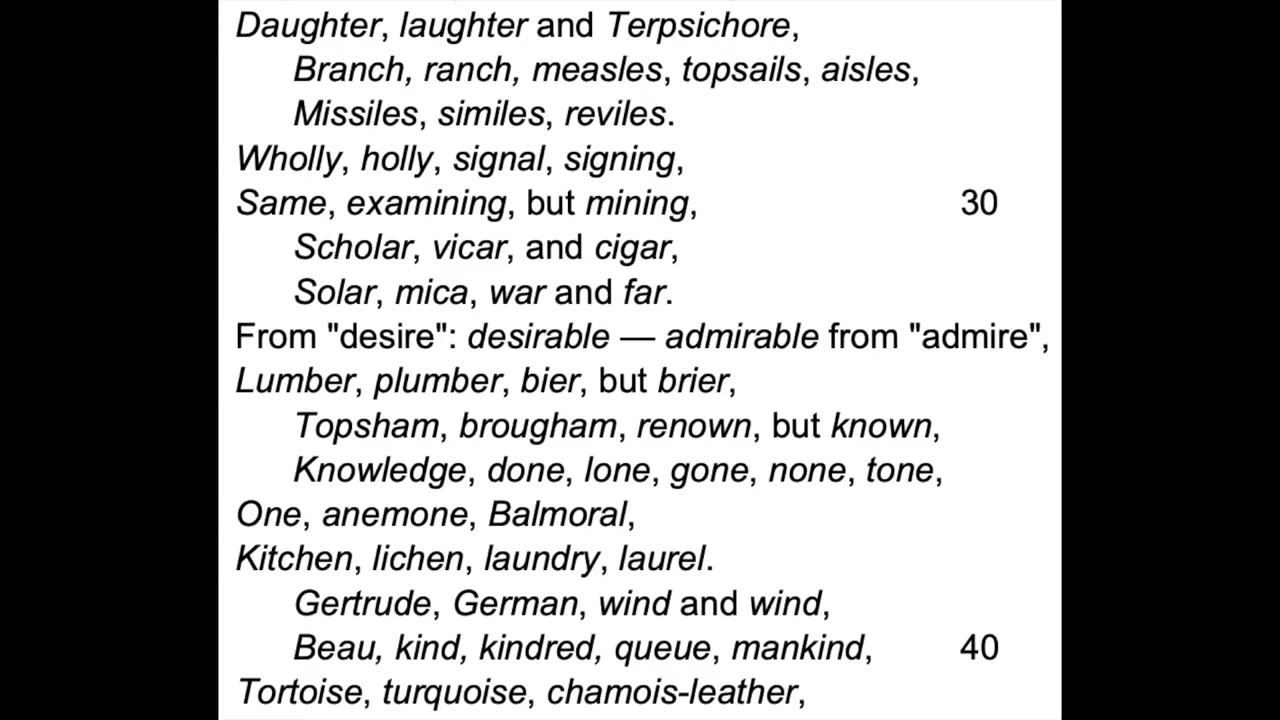 Daughter, laughter and Terpsichore,
Branch, ranch, measles, topsails, aisles,
Missiles, similes, reviles.
Wholly, holly, signal, signing,
Same, examining, but mining, 30
Scholar, vicar, and cigar,
Solar, mica, war and far.
From "desire": desirable — admirable from "admire",
Lumber, plumber, bier, but brier,
Topsham, brougham, renown, but known,
Knowledge, done, lone, gone, none, tone,
One, anemone, Balmoral,
Kitchen, lichen, laundry, laurel.
Gertrude, German, wind and wind,
Beau, kind, kindred, queue, mankind, 40
Tortoise, turquoise, chamois-leather,